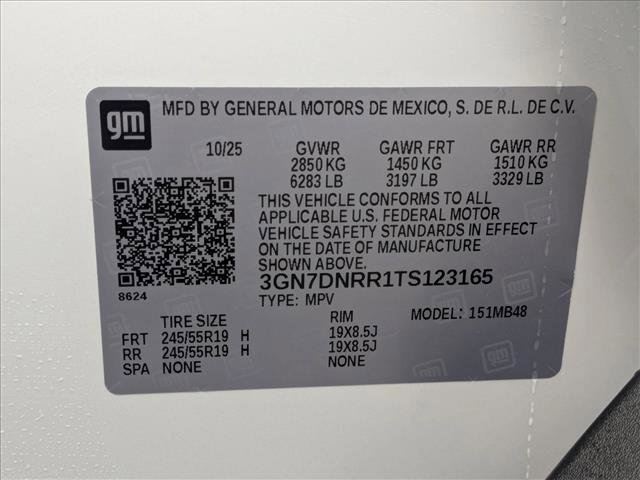 gm MFD BY GENERAL MOTORS DE MEXICO, S. DE R.L. DE C.V.
10/25 GVWR GAWR FRT GAWR RR
2850 KG 1450 KG 1510 KG
6283 LB 3197 LB 3329 LB
THIS VEHICLE CONFORMS TO ALL
APPLICABLE U.S. FEDERAL MOTOR
VEHICLE SAFETY STANDARDS IN EFFECT
ON THE DATE OF MANUFACTURE
SHOWN ABOVE.
8624
3GN7DNRR1TS123165
TYPE: MPV
TIRE SIZE RIM MODEL: 151MB48
FRT 245/55R19 H 19X8.5J
RR 245/55R19 H 19X8.5J
SPA NONE NONE